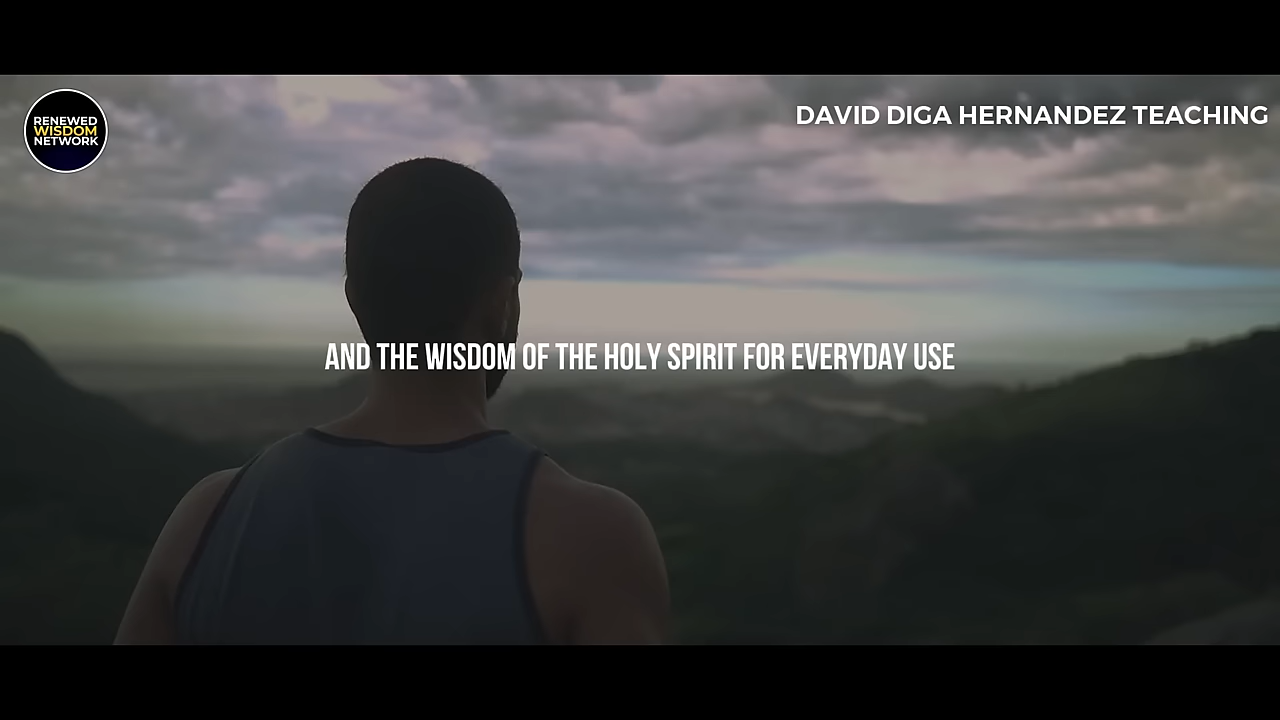 RENEWED
WISDOM
NETWORK
DAVID DIGA HERNANDEZ TEACHING
AND THE WISDOM OF THE HOLY SPIRIT FOR EVERYDAY USE